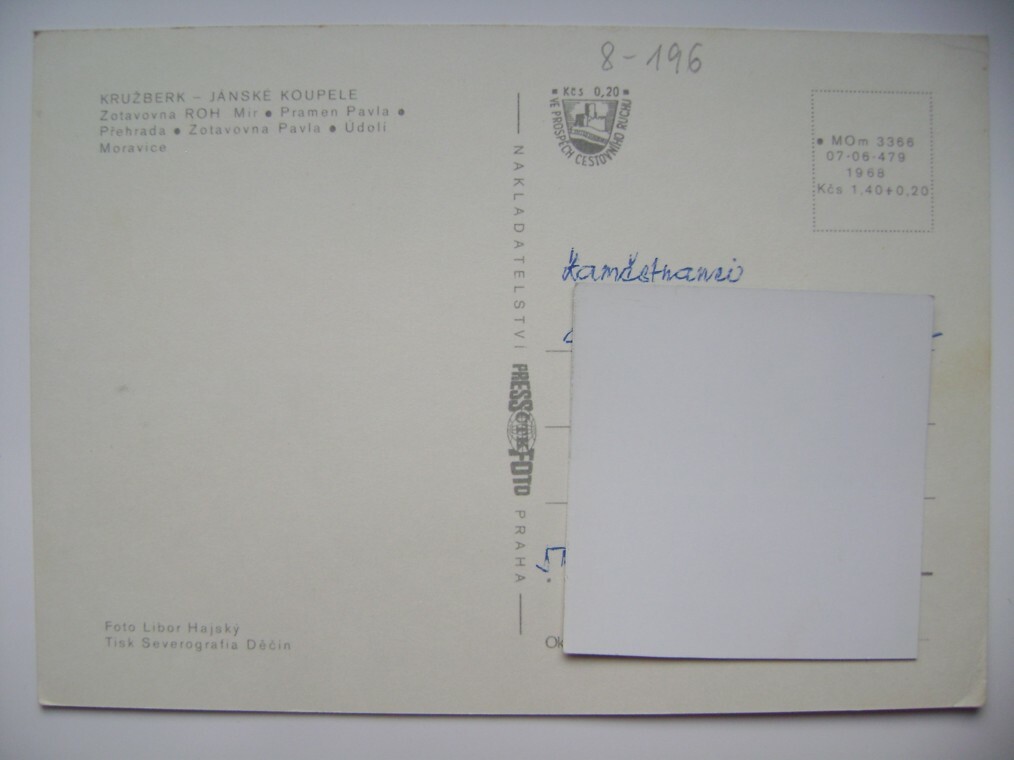 8-196
KRUŽBERK – JÁNSKÉ KOUPELE
Zotavovna ROH Mír ● Pramen Pavla ●
Přehrada ● Zotavovna Pavla ● Údolí
Moravice
▪ Kčs 0,20 ▪
VE PROSPĚCH CESTOVNÍHO RUCHU
● MOm 3366
07-06-479
1968
Kčs 1,40+0,20
NAKLADATELSTVÍ PRESSFOTO PRAHA
ČTK
Zaměstnanci
Foto Libor Hajský
Tisk Severografia Děčín